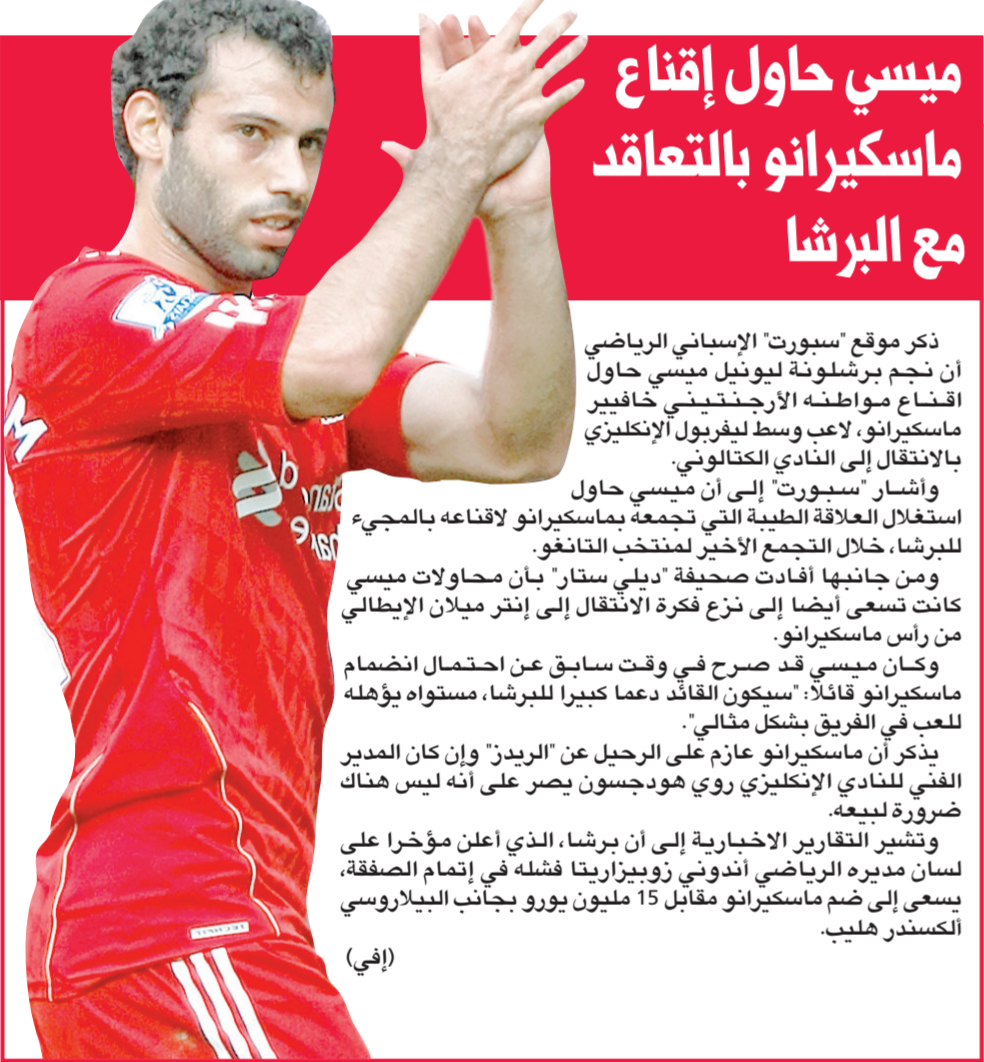 ميسي حاول إقناع
ماسكيرانو بالتعاقد
مع البرشا
ذكر موقع "سبورت" الإسباني الرياضي
أن نجم برشلونة ليونيل ميسي حاول
اقناع مواطنه الأرجنتيني خافيير
ماسكيرانو، لاعب وسط ليفربول الإنكليزي
بالانتقال إلى النادي الكتالوني.
وأشار "سبورت" إلى أن ميسي حاول
استغلال العلاقة الطيبة التي تجمعه بماسكيرانو لاقناعه بالمجيء
للبرشا، خلال التجمع الأخير لمنتخب التانغو.
ومن جانبها أفادت صحيفة "ديلي ستار" بأن محاولات ميسي
كانت تسعى أيضا إلى نزع فكرة الانتقال إلى إنتر ميلان الإيطالي
من رأس ماسكيرانو.
وكان ميسي قد صرح في وقت سابق عن احتمال انضمام
ماسكيرانو قائلا: "سيكون القائد دعما كبيرا للبرشا، مستواه يؤهله
للعب في الفريق بشكل مثالي".
يذكر أن ماسكيرانو عازم على الرحيل عن "الريدز" وإن كان المدير
الفني للنادي الإنكليزي روي هودجسون يصر على أنه ليس هناك
ضرورة لبيعه.
وتشير التقارير الاخبارية إلى أن برشا، الذي أعلن مؤخرا على
لسان مديره الرياضي أندوني زوبيزاريتا فشله في إتمام الصفقة،
يسعى إلى ضم ماسكيرانو مقابل 15 مليون يورو بجانب البيلاروسي
ألكسندر هليب.
(إفي)